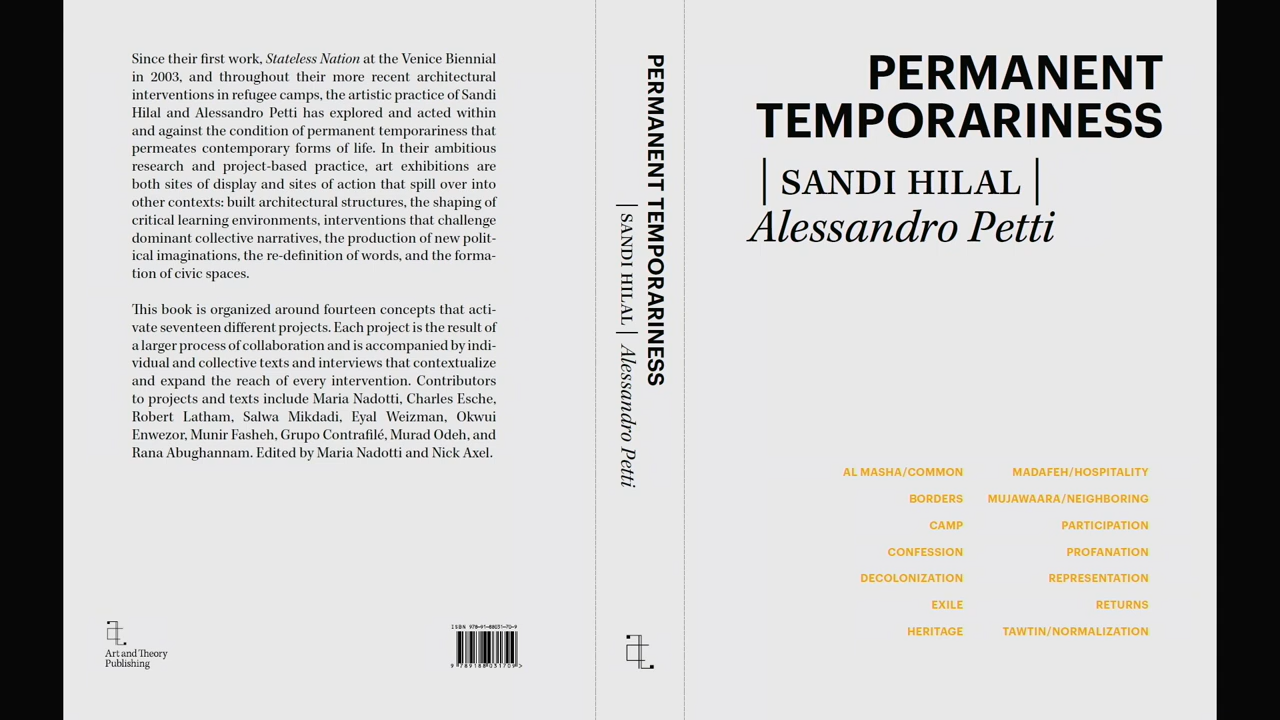 Since their first work, Stateless Nation at the Venice Biennial
in 2003, and throughout their more recent architectural
interventions in refugee camps, the artistic practice of Sandi
Hilal and Alessandro Petti has explored and acted within
and against the condition of permanent temporariness that
permeates contemporary forms of life. In their ambitious
research and project-based practice, art exhibitions are
both sites of display and sites of action that spill over into
other contexts: built architectural structures, the shaping of
critical learning environments, interventions that challenge
dominant collective narratives, the production of new polit-
ical imaginations, the re-definition of words, and the forma-
tion of civic spaces.
This book is organized around fourteen concepts that acti-
vate seventeen different projects. Each project is the result of
a larger process of collaboration and is accompanied by indi-
vidual and collective texts and interviews that contextualize
and expand the reach of every intervention. Contributors
to projects and texts include Maria Nadotti, Charles Esche,
Robert Latham, Salwa Mikdadi, Eyal Weizman, Okwui
Enwezor, Munir Fasheh, Grupo Contrafilé, Murad Odeh, and
Rana Abughannam. Edited by Maria Nadotti and Nick Axel.
Art and Theory
Publishing
ISBN 978-91-88031-70-9
9 789188 031709 >
PERMANENT TEMPORARINESS
| SANDI HILAL | Alessandro Petti
PERMANENT
TEMPORARINESS
| SANDI HILAL |
Alessandro Petti
AL MASHA/COMMON
BORDERS
CAMP
CONFESSION
DECOLONIZATION
EXILE
HERITAGE
MADAFEH/HOSPITALITY
MUJAWAARA/NEIGHBORING
PARTICIPATION
PROFANATION
REPRESENTATION
RETURNS
TAWTIN/NORMALIZATION